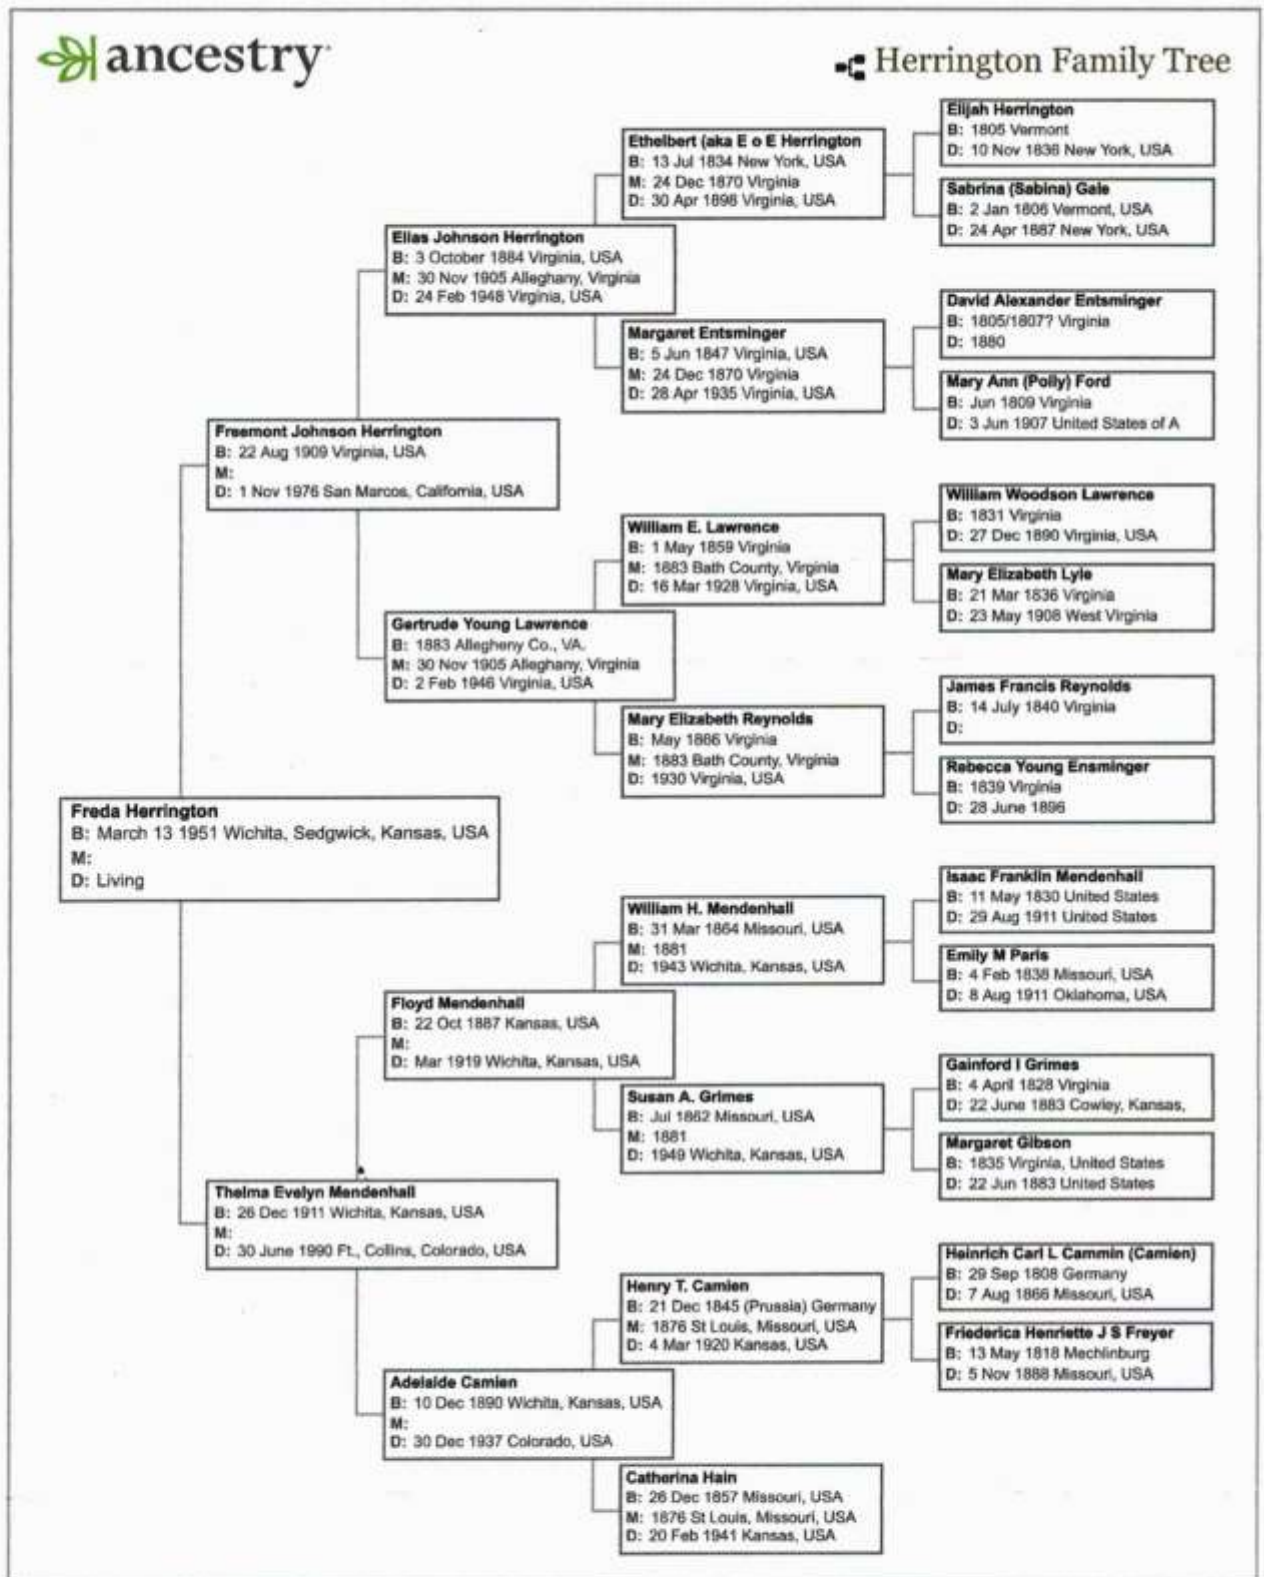 ancestry
Herrington Family Tree
Elijah Herrington
B: 1805 Vermont
D: 10 Nov 1836 New York, USA
Ethelbert (aka E o E Herrington
B: 13 Jul 1834 New York, USA
M: 24 Dec 1870 Virginia
D: 30 Apr 1898 Virginia, USA
Sabrina (Sabina) Gale
B: 2 Jan 1806 Vermont, USA
D: 24 Apr 1887 New York, USA
Elias Johnson Herrington
B: 3 October 1884 Virginia, USA
M: 30 Nov 1905 Alleghany, Virginia
D: 24 Feb 1948 Virginia, USA
David Alexander Entsminger
B: 1805/1807? Virginia
D: 1880
Margaret Entsminger
B: 5 Jun 1847 Virginia, USA
M: 24 Dec 1870 Virginia
D: 28 Apr 1935 Virginia, USA
Mary Ann (Polly) Ford
B: Jun 1809 Virginia
D: 3 Jun 1907 United States of A
Freemont Johnson Herrington
B: 22 Aug 1909 Virginia, USA
M:
D: 1 Nov 1976 San Marcos, California, USA
William Woodson Lawrence
B: 1831 Virginia
D: 27 Dec 1890 Virginia, USA
William E. Lawrence
B: 1 May 1859 Virginia
M: 1883 Bath County, Virginia
D: 16 Mar 1928 Virginia, USA
Mary Elizabeth Lyle
B: 21 Mar 1836 Virginia
D: 23 May 1908 West Virginia
Gertrude Young Lawrence
B: 1883 Allegheny Co., VA.
M: 30 Nov 1905 Alleghany, Virginia
D: 2 Feb 1946 Virginia, USA
James Francis Reynolds
B: 14 July 1840 Virginia
D:
Mary Elizabeth Reynolds
B: May 1866 Virginia
M: 1883 Bath County, Virginia
D: 1930 Virginia, USA
Rebecca Young Ensminger
B: 1839 Virginia
D: 28 June 1896
Freda Herrington
B: March 13 1951 Wichita, Sedgwick, Kansas, USA
M:
D: Living
Isaac Franklin Mendenhall
B: 11 May 1830 United States
D: 29 Aug 1911 United States
William H. Mendenhall
B: 31 Mar 1864 Missouri, USA
M: 1881
D: 1943 Wichita, Kansas, USA
Emily M Paris
B: 4 Feb 1838 Missouri, USA
D: 8 Aug 1911 Oklahoma, USA
Floyd Mendenhall
B: 22 Oct 1887 Kansas, USA
M:
D: Mar 1919 Wichita, Kansas, USA
Gainford I Grimes
B: 4 April 1828 Virginia
D: 22 June 1883 Cowley, Kansas,
Susan A. Grimes
B: Jul 1862 Missouri, USA
M: 1881
D: 1949 Wichita, Kansas, USA
Margaret Gibson
B: 1835 Virginia, United States
D: 22 Jun 1883 United States
Thelma Evelyn Mendenhall
B: 26 Dec 1911 Wichita, Kansas, USA
M:
D: 30 June 1990 Ft., Collins, Colorado, USA
Heinrich Carl L Cammin (Camien)
B: 29 Sep 1808 Germany
D: 7 Aug 1866 Missouri, USA
Henry T. Camien
B: 21 Dec 1845 (Prussia) Germany
M: 1876 St Louis, Missouri, USA
D: 4 Mar 1920 Kansas, USA
Friederica Henriette J S Freyer
B: 13 May 1818 Mechlinburg
D: 5 Nov 1888 Missouri, USA
Adelaide Camien
B: 10 Dec 1890 Wichita, Kansas, USA
M:
D: 30 Dec 1937 Colorado, USA
Catherina Hain
B: 26 Dec 1857 Missouri, USA
M: 1876 St Louis, Missouri, USA
D: 20 Feb 1941 Kansas, USA